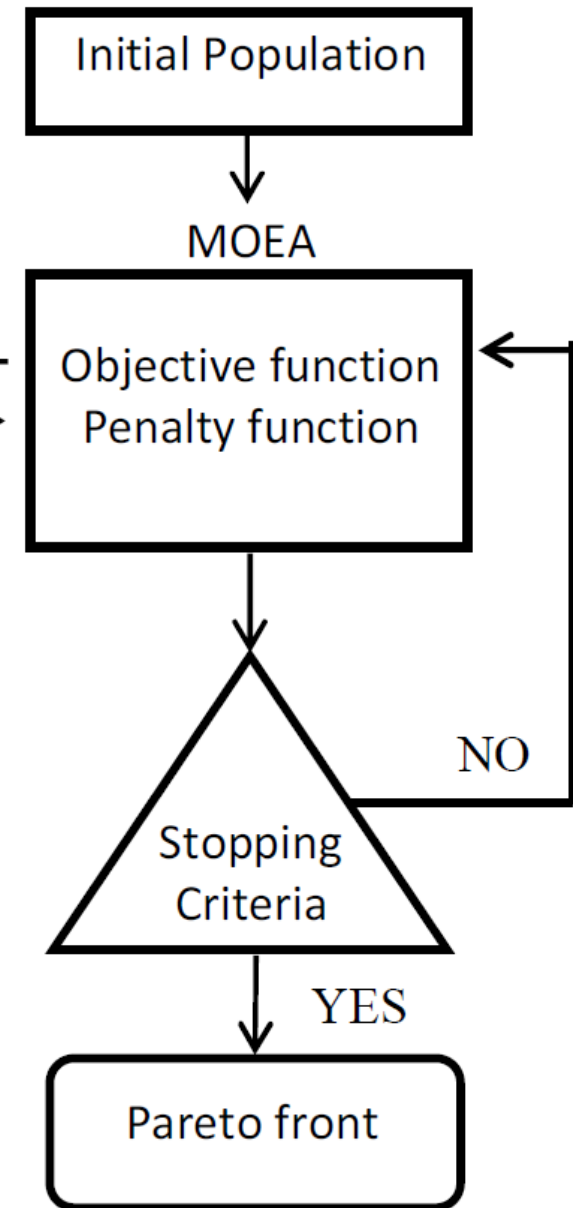 Initial Population
MOEA
Objective function
Penalty function
NO
Stopping
Criteria
YES
Pareto front